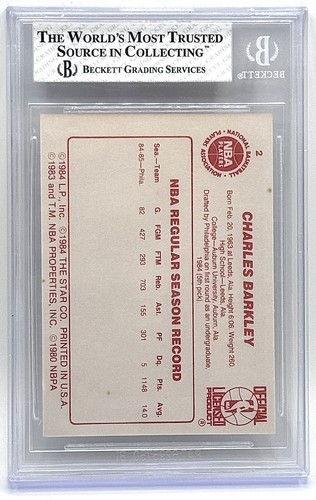 THE WORLD'S MOST TRUSTED
SOURCE IN COLLECTING™
BECKETT GRADING SERVICES
BECKETT
2
NATIONAL BASKETBALL PLAYERS ASSOCIATION
NBA
PLAYER
CHARLES BARKLEY
Born Feb. 20, 1963 at Leeds, Ala. Height 6:06 Weight 260.
High School—Leeds, Ala.
College—Auburn University, Auburn, Ala.
Drafted by Philadelphia on first round as an undergraduate,
1984 (5th pick)
OFFICIAL
LICENSED
PRODUCT
®
NBA REGULAR SEASON RECORD
Sea.—Team G. FGM FTM Reb. Ast. PF Dq. Pts. Avg.
84-85—Phila. 82 427 293 703 155 301 5 1148 14.0
©1984 L.P., Inc. ©1984 THE STAR CO. PRINTED IN U.S.A.
©1983 and T.M. NBA PROPERTIES, INC. ©1980 NBPA